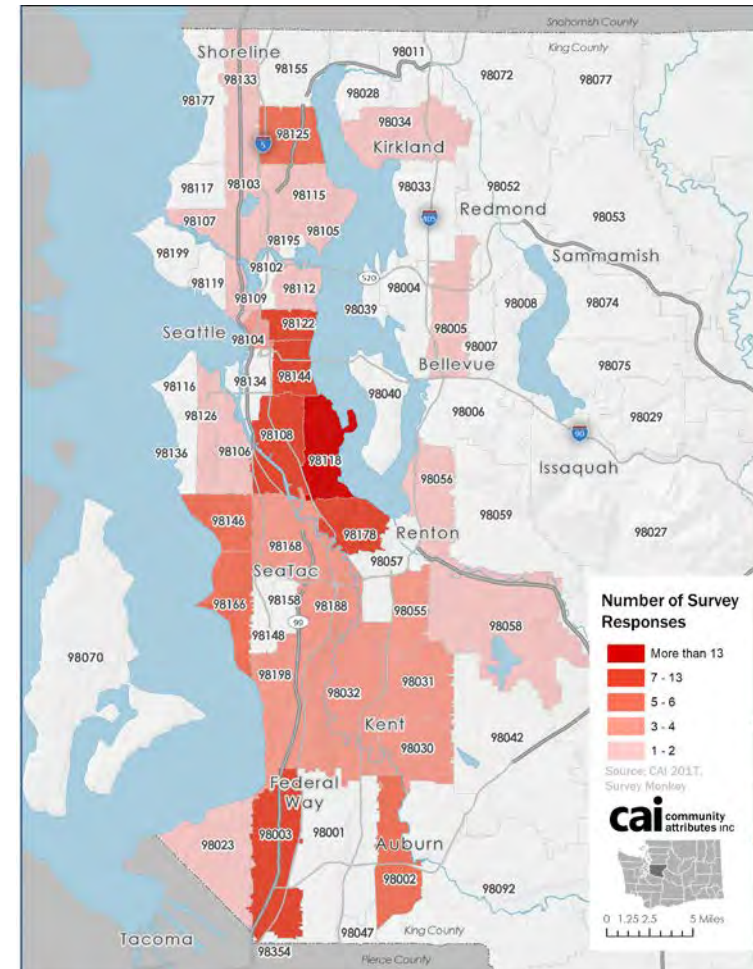 Snohomish County
King County
Shoreline
98133
98155
98011
98072
98077
98177
98028
98034
98125
Kirkland
5
98117
98103
98115
98033
98052
405
Redmond
98053
98107
98105
98195
98199
98102
Sammamish
98119
98112
520
98004
98008
98074
98109
98039
98122
98005
Seattle
98104
98007
Bellevue
98144
98075
98116
98134
98040
98126
98006
98029
98108
90
98136
98106
98118
Issaquah
98056
98059
98146
98178
Renton
98027
98168
98057
SeaTac
98158
98188
98055
98166
90
98058
98148
98070
98198
98031
98032
Kent
98030
98042
Federal
Way
98023
98003
98001
Auburn
98002
98092
98047
King County
Tacoma
98354
Pierce County
Number of Survey
Responses
More than 13
7 - 13
5 - 6
3 - 4
1 - 2
Source: CAI 2017,
Survey Monkey
cai community
attributes inc
0 1.25 2.5 5 Miles